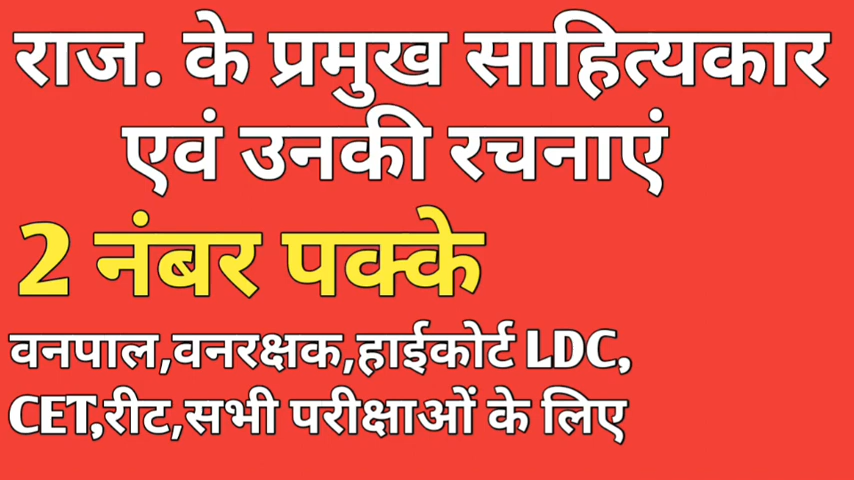 राज. के प्रमुख साहित्यकार
एवं उनकी रचनाएं
2 नंबर पक्के
वनपाल,वनरक्षक,हाईकोर्ट LDC,
CET,रीट,सभी परीक्षाओं के लिए